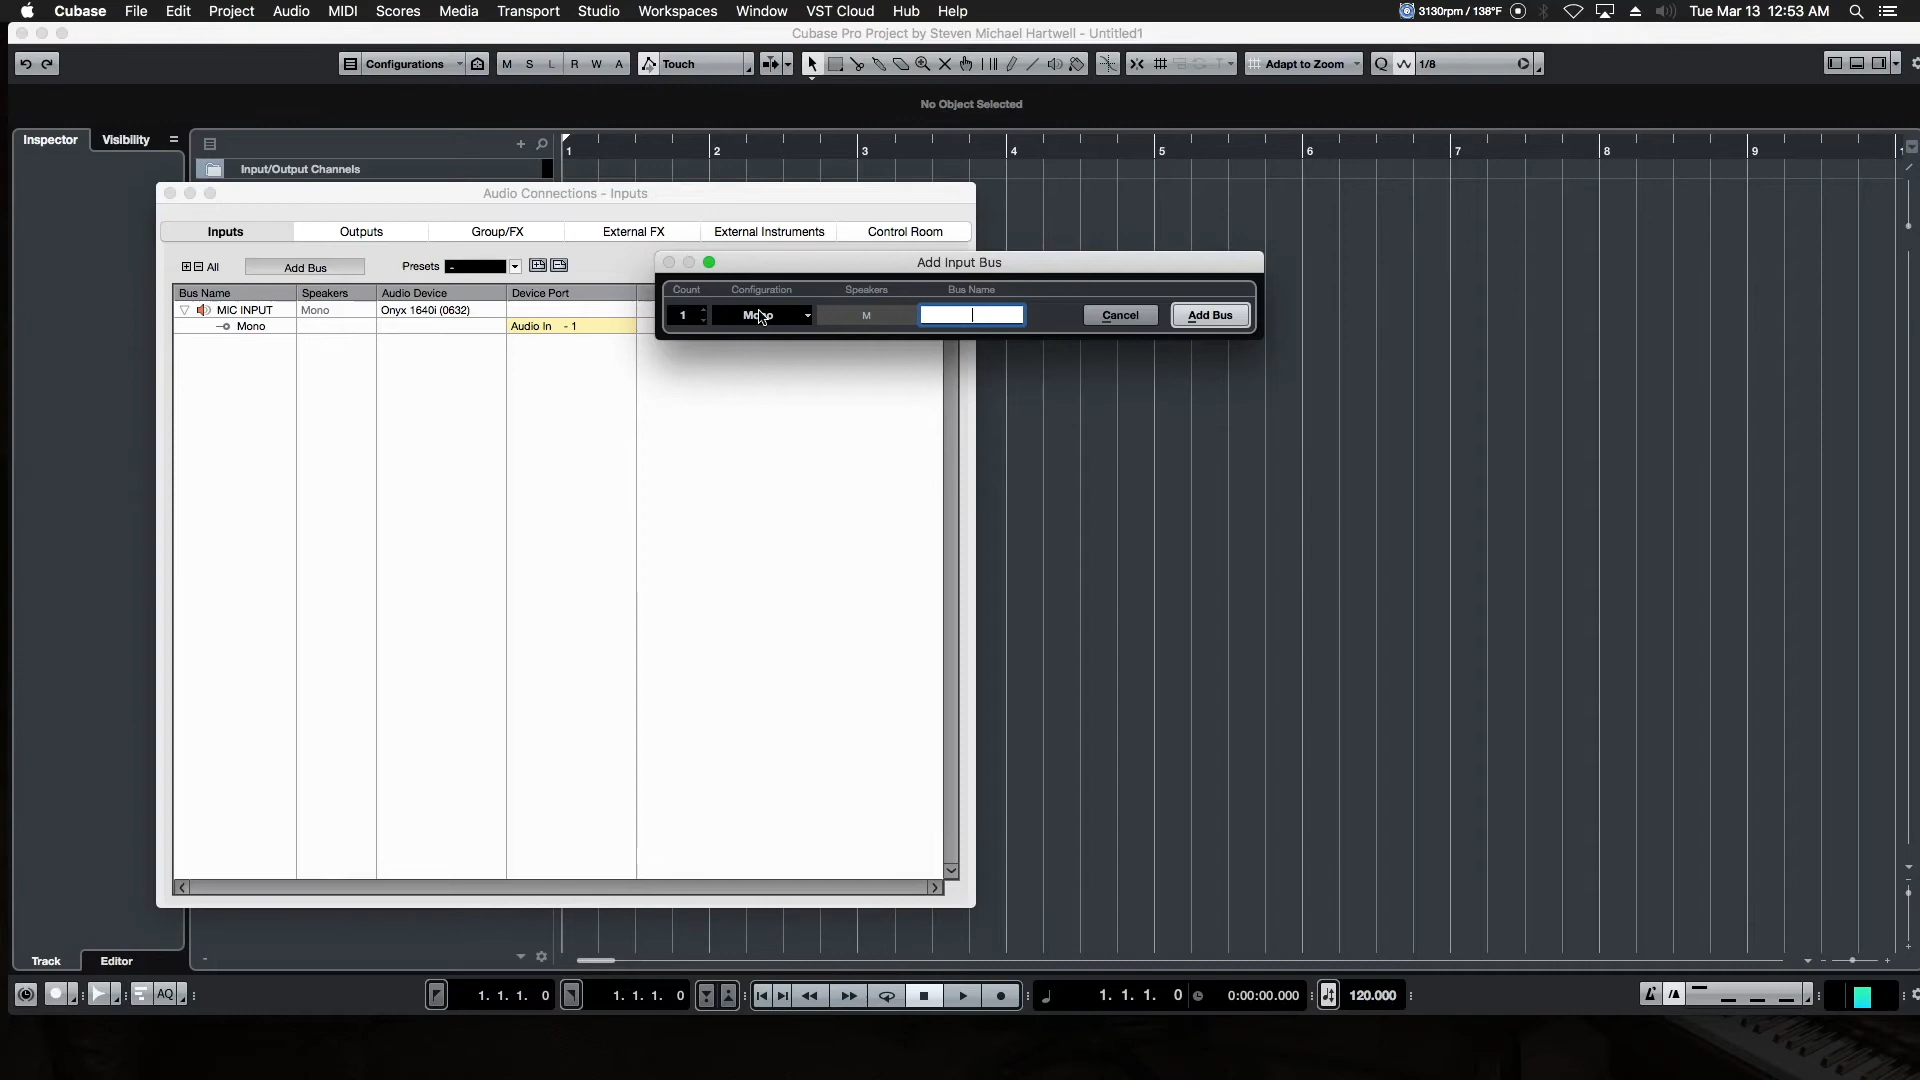 Cubase File Edit Project Audio MIDI Scores Media Transport Studio Workspaces Window VST Cloud Hub Help 3130rpm / 138°F Tue Mar 13 12:53 AM
Cubase Pro Project by Steven Michael Hartwell - Untitled1
Configurations M S L R W A Touch Adapt to Zoom Q 1/8
No Object Selected
Inspector Visibility
1 2 3 4 5 6 7 8 9
Input/Output Channels
Audio Connections - Inputs
Inputs Outputs Group/FX External FX External Instruments Control Room
All Add Bus Presets -
Add Input Bus
Count Configuration Speakers Bus Name
1 Mono M Cancel Add Bus
Bus Name Speakers Audio Device Device Port
MIC INPUT Mono Onyx 1640i (0632)
Mono Audio In - 1
Track Editor
AQ 1. 1. 1. 0 1. 1. 1. 0 1. 1. 1. 0 0:00:00.000 120.000